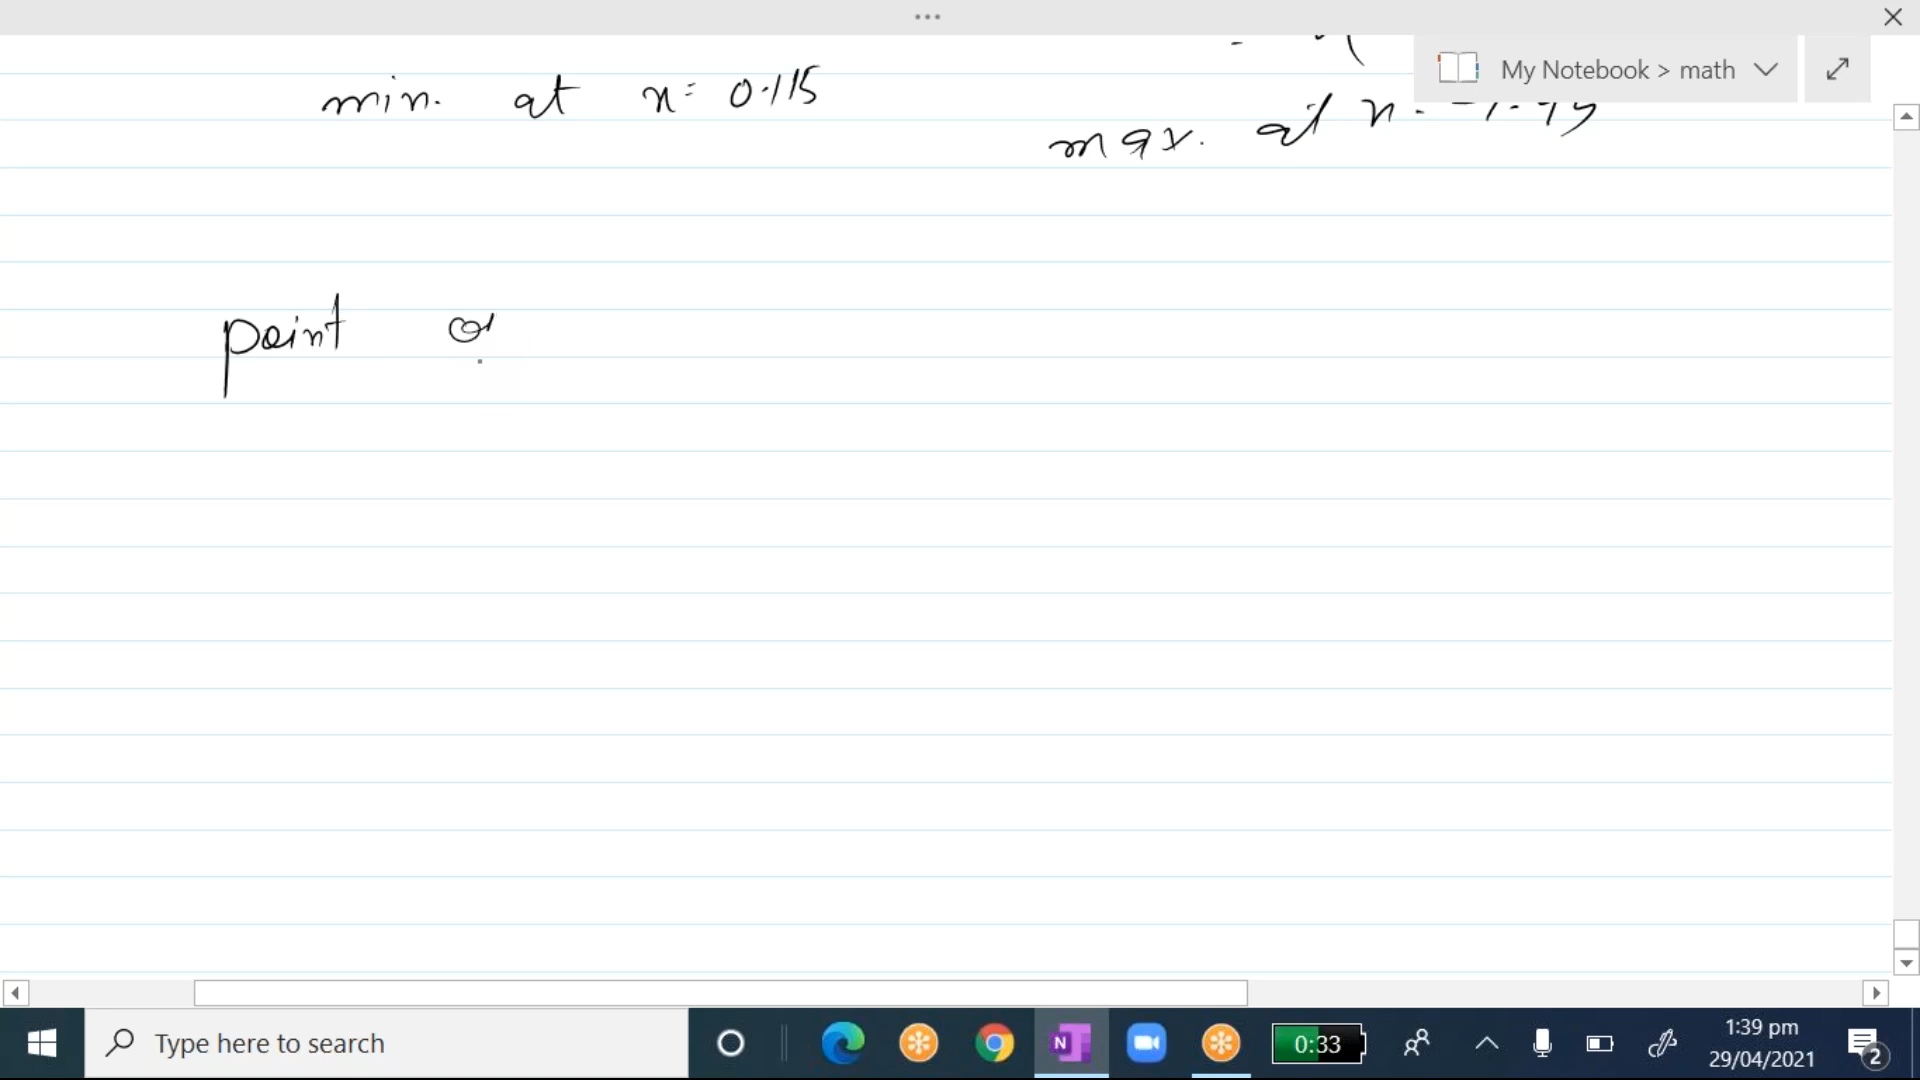 My Notebook > math
min. at x = 0.115
max. at x =
point
Type here to search
0:33
1:39 pm
29/04/2021
2